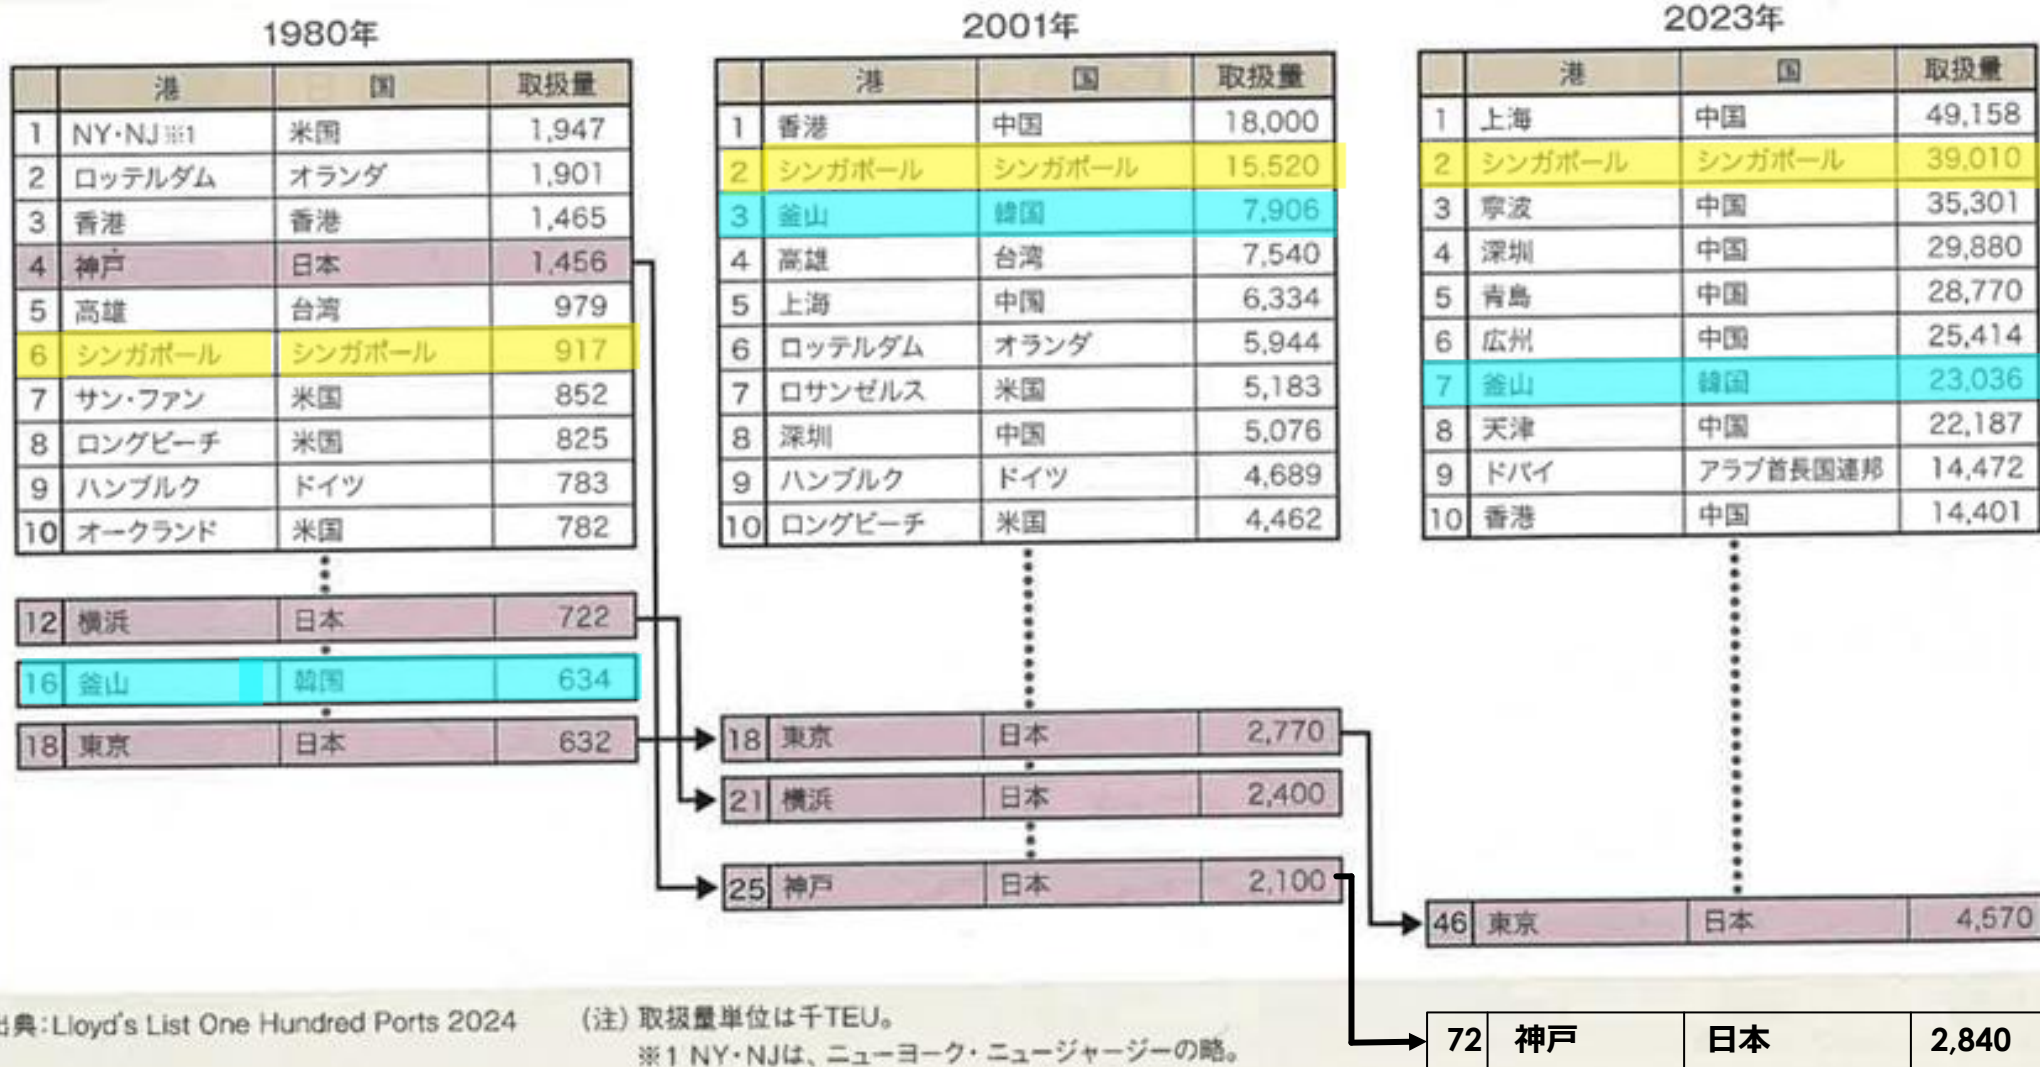 1980年
港 国 取扱量
1 NY・NJ※1 米国 1,947
2 ロッテルダム オランダ 1,901
3 香港 香港 1,465
4 神戸 日本 1,456
5 高雄 台湾 979
6 シンガポール シンガポール 917
7 サン・ファン 米国 852
8 ロングビーチ 米国 825
9 ハンブルク ドイツ 783
10 オークランド 米国 782
12 横浜 日本 722
16 釜山 韓国 634
18 東京 日本 632
2001年
港 国 取扱量
1 香港 中国 18,000
2 シンガポール シンガポール 15,520
3 釜山 韓国 7,906
4 高雄 台湾 7,540
5 上海 中国 6,334
6 ロッテルダム オランダ 5,944
7 ロサンゼルス 米国 5,183
8 深圳 中国 5,076
9 ハンブルク ドイツ 4,689
10 ロングビーチ 米国 4,462
18 東京 日本 2,770
21 横浜 日本 2,400
25 神戸 日本 2,100
2023年
港 国 取扱量
1 上海 中国 49,158
2 シンガポール シンガポール 39,010
3 寧波 中国 35,301
4 深圳 中国 29,880
5 青島 中国 28,770
6 広州 中国 25,414
7 釜山 韓国 23,036
8 天津 中国 22,187
9 ドバイ アラブ首長国連邦 14,472
10 香港 中国 14,401
46 東京 日本 4,570
72 神戸 日本 2,840
出典:Lloyd's List One Hundred Ports 2024
(注) 取扱量単位は千TEU。
※1 NY・NJは、ニューヨーク・ニュージャージーの略。